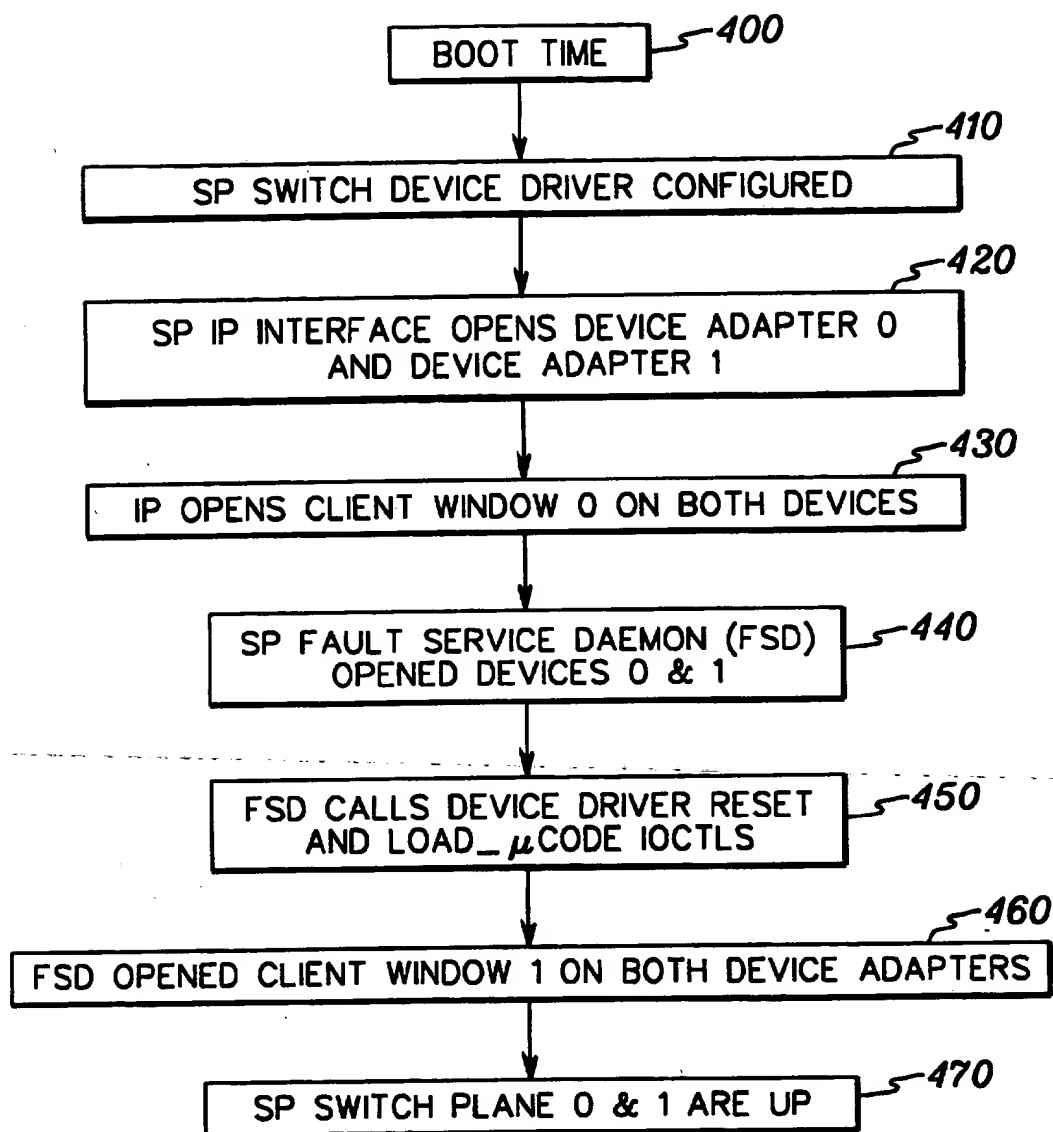 BOOT TIME
400
SP SWITCH DEVICE DRIVER CONFIGURED
410
SP IP INTERFACE OPENS DEVICE ADAPTER 0
AND DEVICE ADAPTER 1
420
IP OPENS CLIENT WINDOW 0 ON BOTH DEVICES
430
SP FAULT SERVICE DAEMON (FSD)
OPENED DEVICES 0 & 1
440
FSD CALLS DEVICE DRIVER RESET
AND LOAD_μCODE IOCTLS
450
FSD OPENED CLIENT WINDOW 1 ON BOTH DEVICE ADAPTERS
460
SP SWITCH PLANE 0 & 1 ARE UP
470